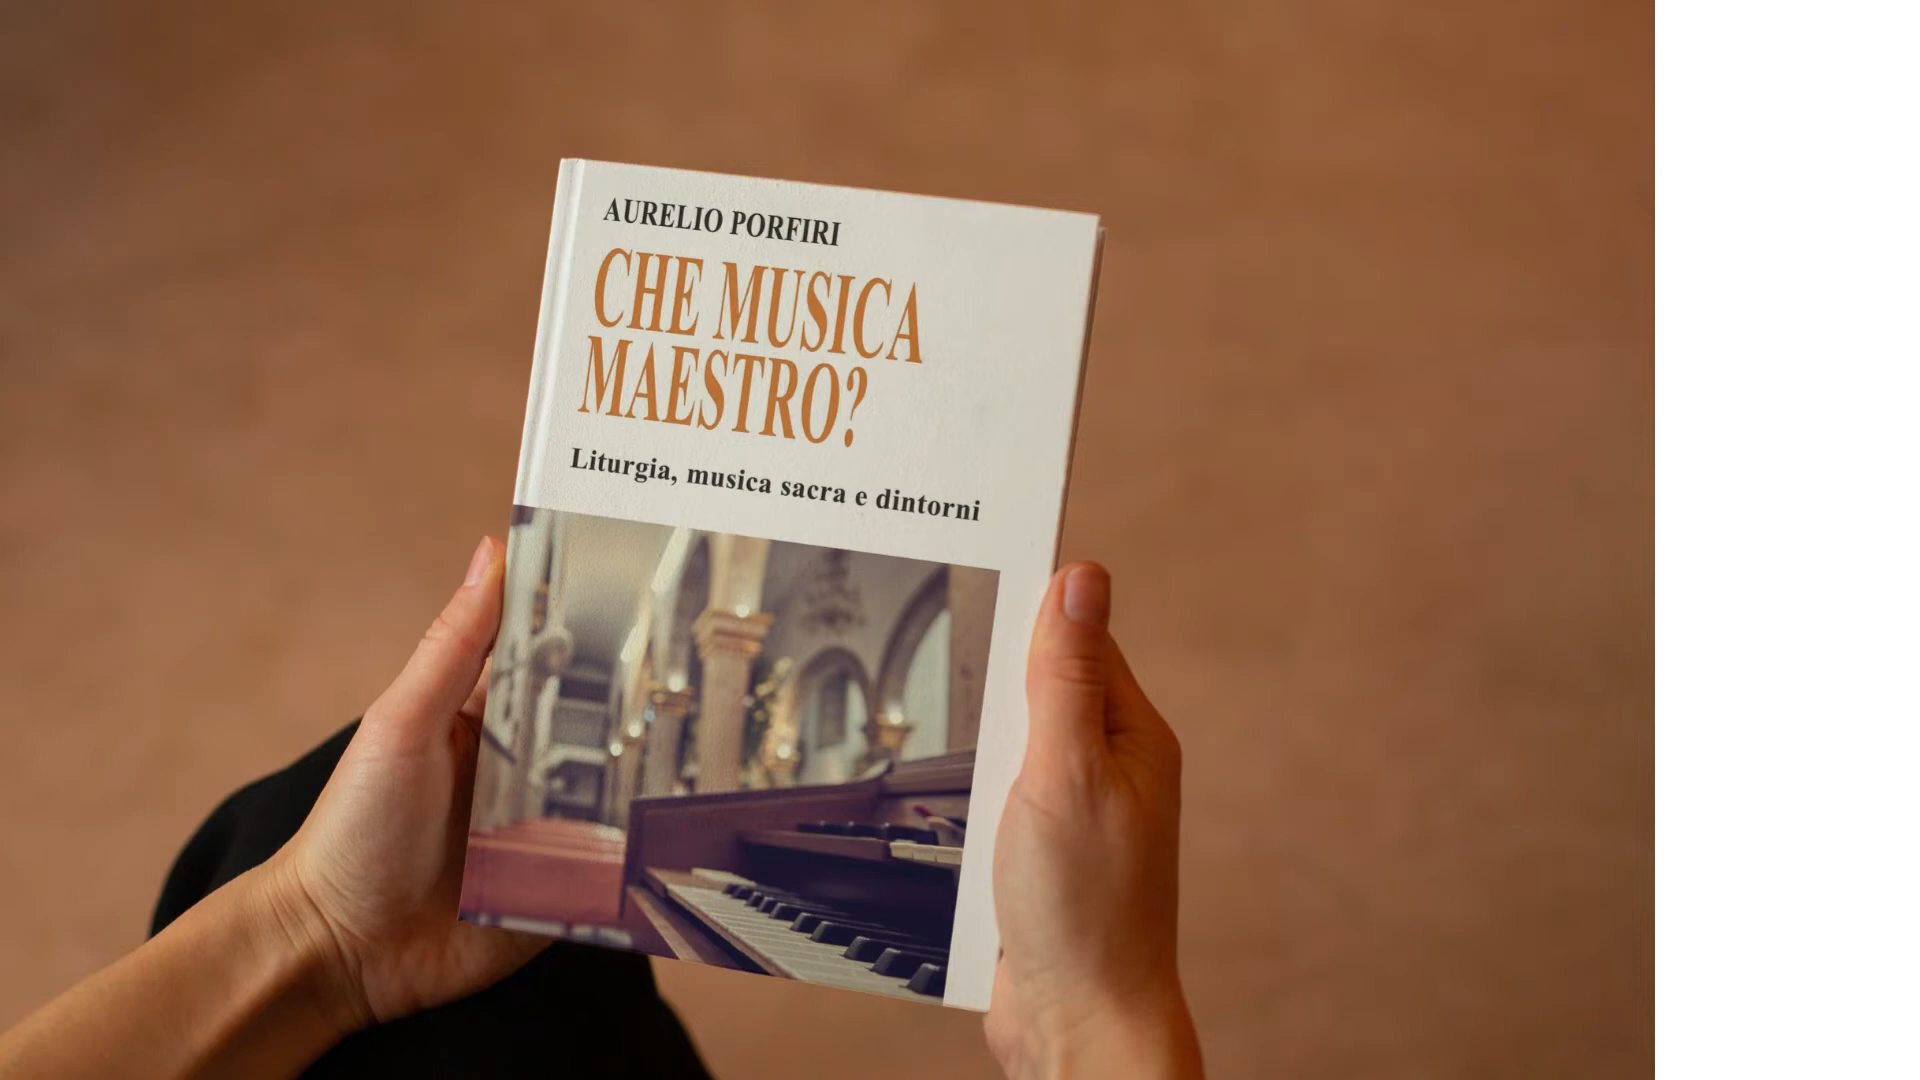 AURELIO PORFIRI
CHE MUSICA
MAESTRO?
Liturgia, musica sacra e dintorni